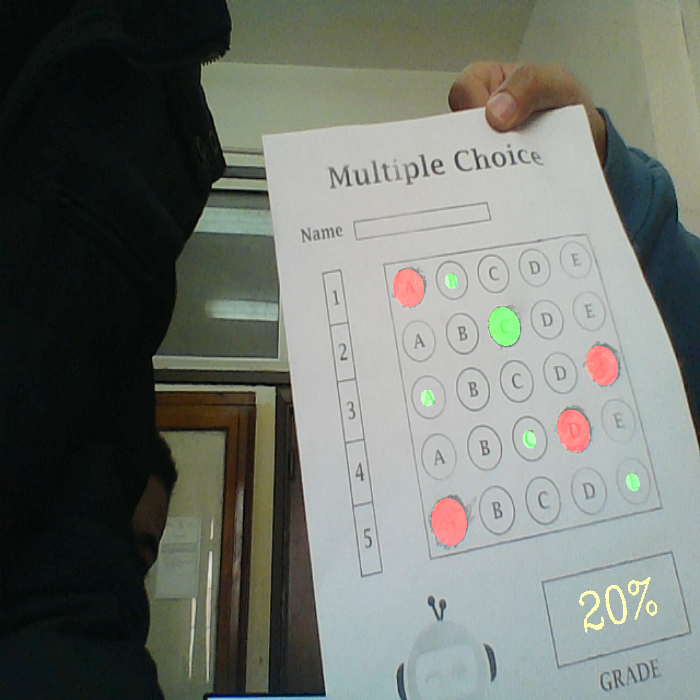 Multiple Choice
Name
1 A B C D E
2 A B C D E
3 A B C D
4 A B C D E
5 B C D E
20%
GRADE